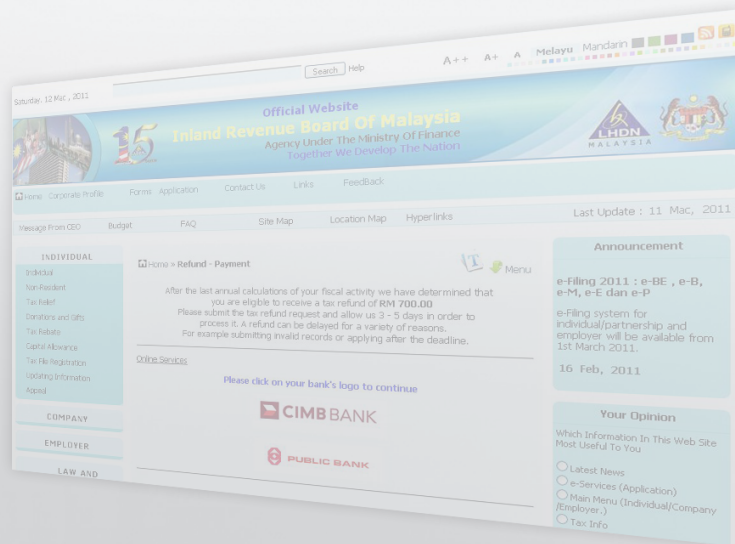 A++ A+ A Melayu Mandarin
Saturday, 12 Mac , 2011
Search Help
Official Website
Inland Revenue Board Of Malaysia
Agency Under The Ministry Of Finance
Together We Develop The Nation
15
LHDN
MALAYSIA
Home Corporate Profile Forms Application Contact Us Links FeedBack
Message From CEO Budget FAQ Site Map Location Map Hyperlinks
Last Update : 11 Mac, 2011
INDIVIDUAL
Individual
Non-Resident
Tax Relief
Donations and Gifts
Tax Rebate
Capital Allowance
Tax File Registration
Updating Information
Appeal
COMPANY
EMPLOYER
LAW AND
Home » Refund - Payment
Menu
After the last annual calculations of your fiscal activity we have determined that
you are eligible to receive a tax refund of RM 700.00
Please submit the tax refund request and allow us 3 - 5 days in order to
process it. A refund can be delayed for a variety of reasons.
For example submitting invalid records or applying after the deadline.
Online Services
Please click on your bank's logo to continue
CIMB BANK
PUBLIC BANK
Announcement
e-Filing 2011 : e-BE , e-B,
e-M, e-E dan e-P
e-Filing system for
individual/partnership and
employer will be available from
1st March 2011.
16 Feb, 2011
Your Opinion
Which Information In This Web Site
Most Useful To You
Latest News
e-Services (Application)
Main Menu (Individual/Company
/Employer.)
Tax Info